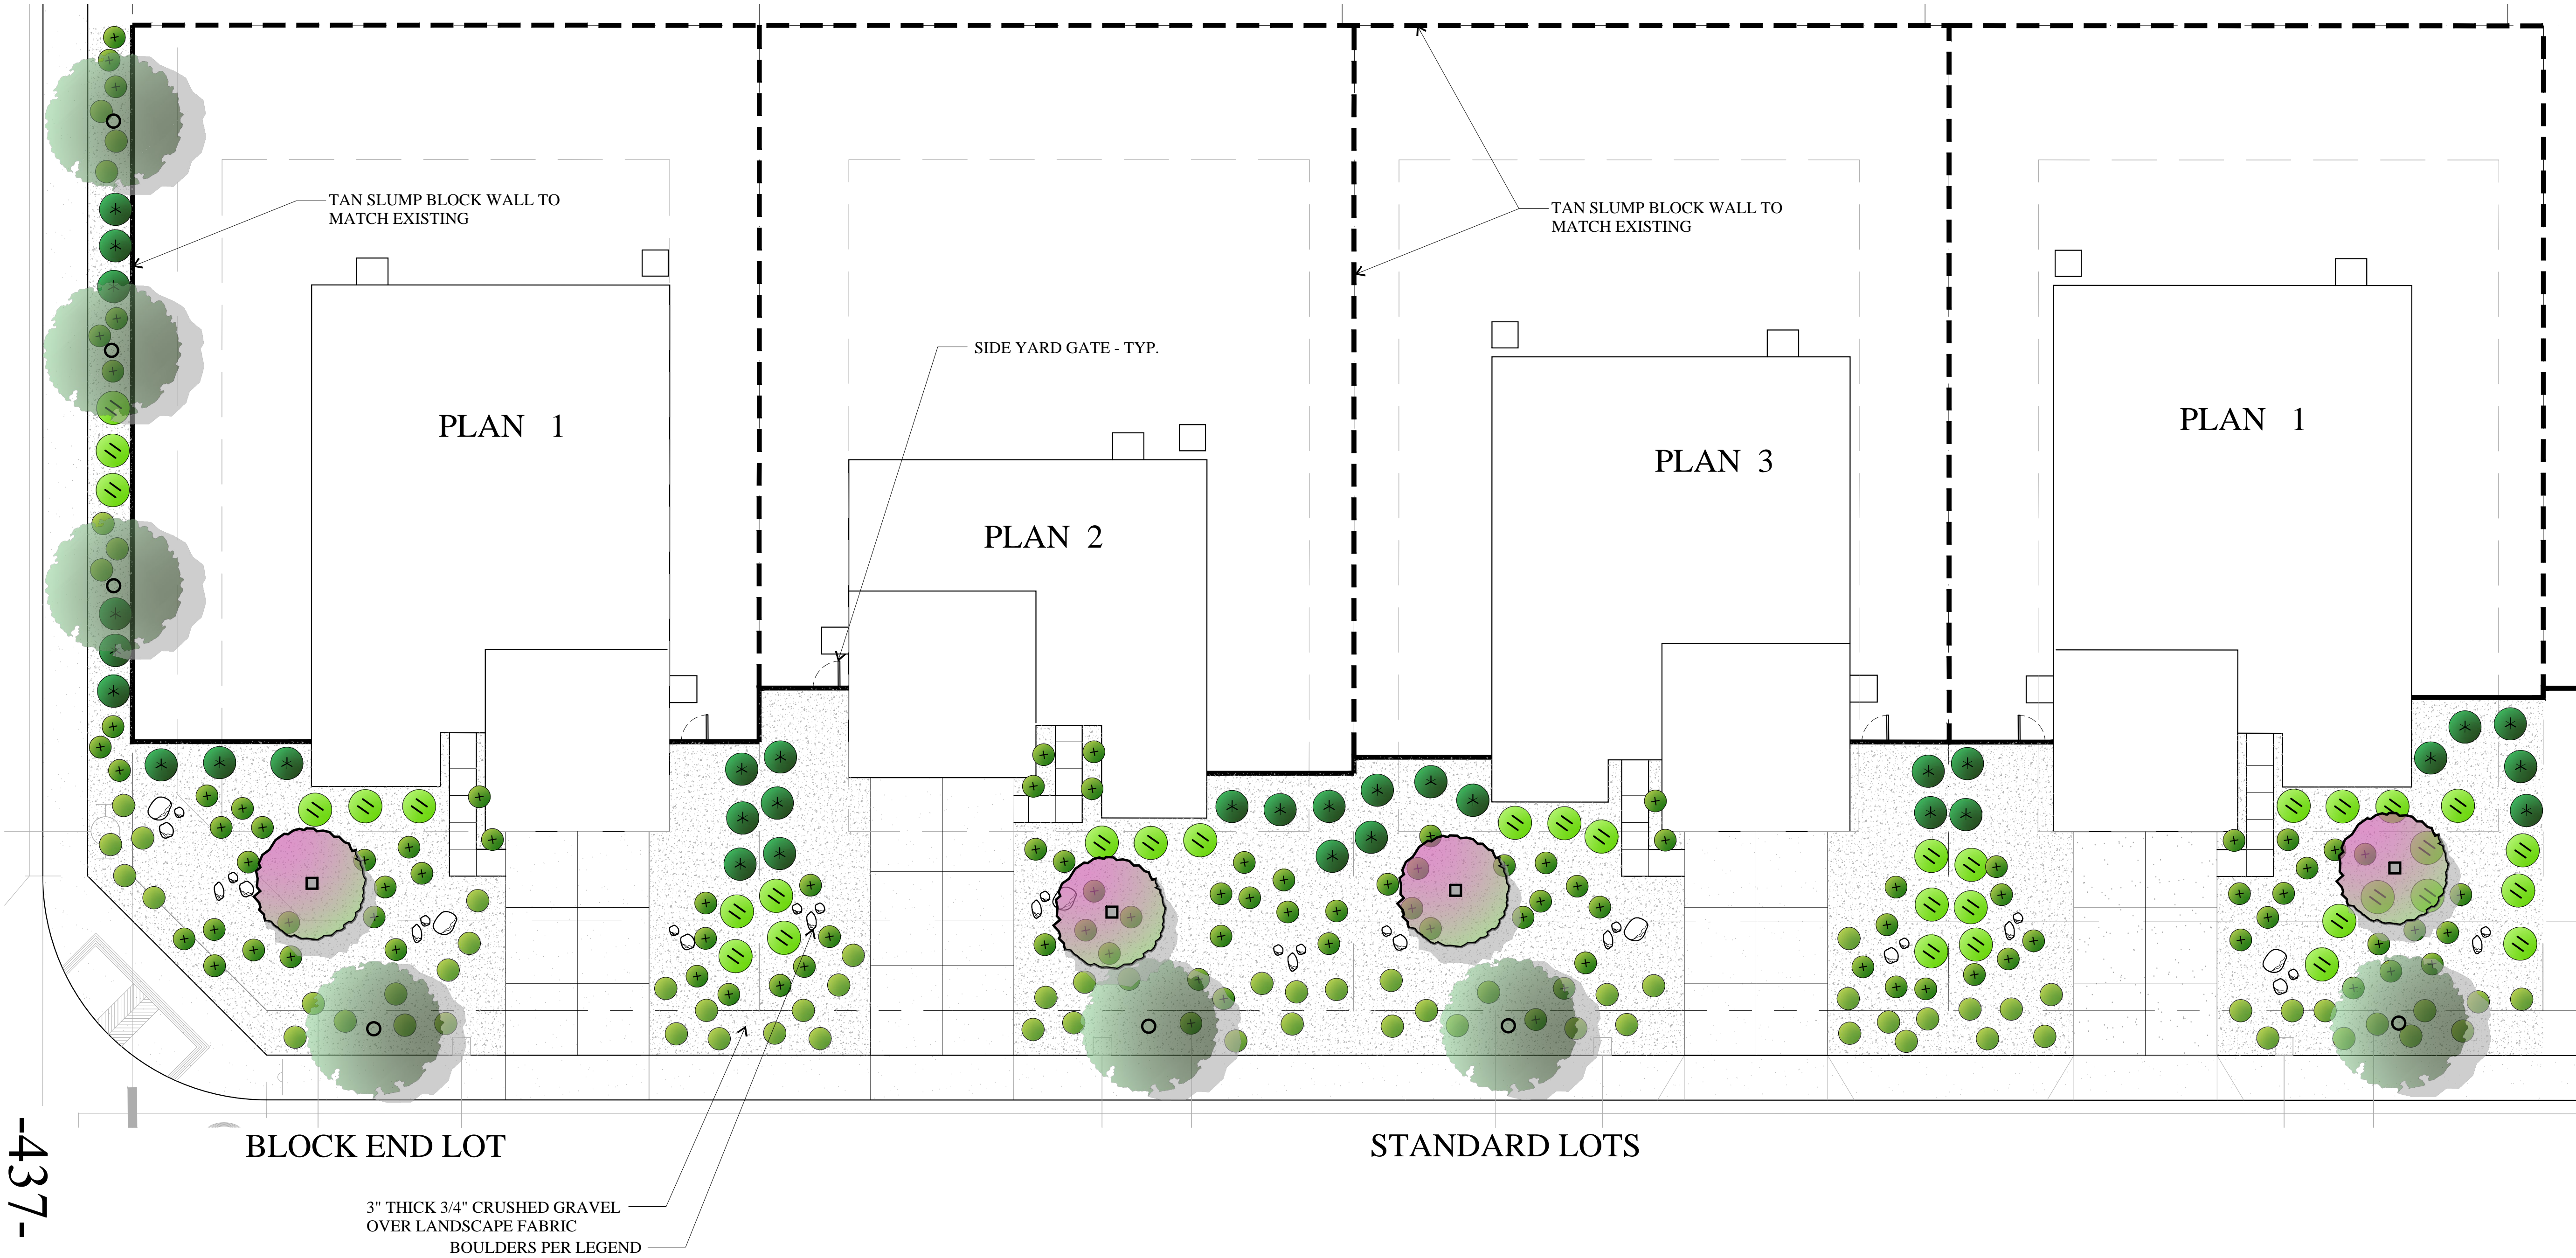 TAN SLUMP BLOCK WALL TO
MATCH EXISTING
TAN SLUMP BLOCK WALL TO
MATCH EXISTING
SIDE YARD GATE - TYP.
PLAN 1
PLAN 2
PLAN 3
PLAN 1
BLOCK END LOT
STANDARD LOTS
3" THICK 3/4" CRUSHED GRAVEL
OVER LANDSCAPE FABRIC
BOULDERS PER LEGEND
-437-